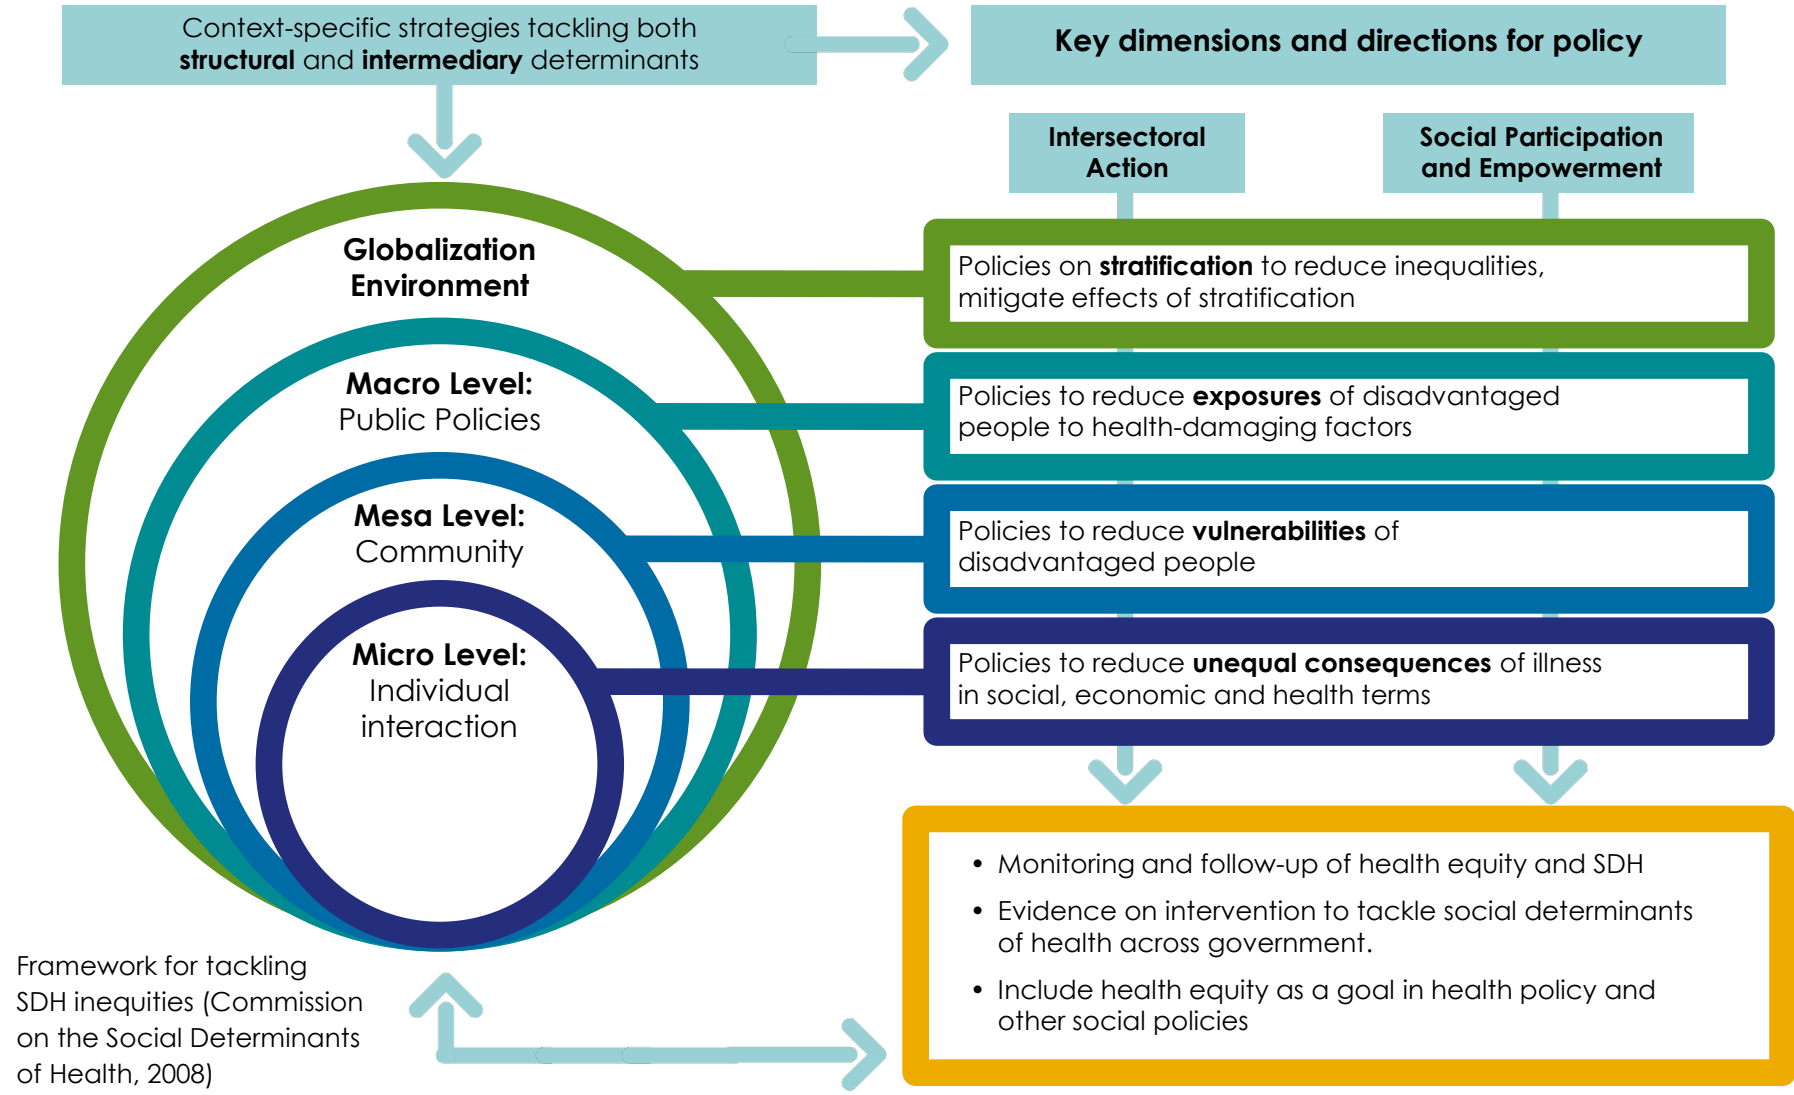 Context-specific strategies tackling both
structural and intermediary determinants
Key dimensions and directions for policy
Intersectoral
Action
Social Participation
and Empowerment
Globalization
Environment
Policies on stratification to reduce inequalities,
mitigate effects of stratification
Macro Level:
Public Policies
Policies to reduce exposures of disadvantaged
people to health-damaging factors
Mesa Level:
Community
Policies to reduce vulnerabilities of
disadvantaged people
Micro Level:
Individual
interaction
Policies to reduce unequal consequences of illness
in social, economic and health terms
• Monitoring and follow-up of health equity and SDH
• Evidence on intervention to tackle social determinants
of health across government.
• Include health equity as a goal in health policy and
other social policies
Framework for tackling
SDH inequities (Commission
on the Social Determinants
of Health, 2008)